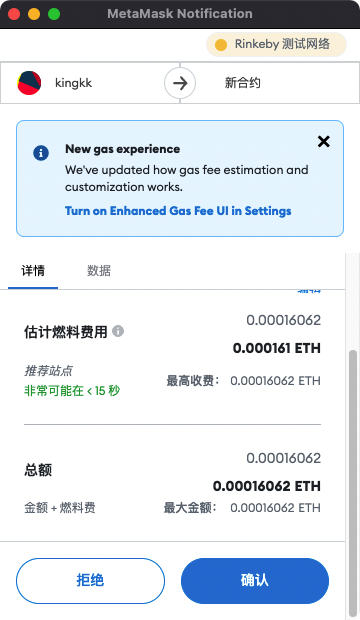 MetaMask Notification
Rinkeby 测试网络
kingkk
新合约
New gas experience
We've updated how gas fee estimation and
customization works.
Turn on Enhanced Gas Fee UI in Settings
详情
数据
估计燃料费用
0.00016062
0.000161 ETH
推荐站点
非常可能在 < 15 秒
最高收费： 0.00016062 ETH
总额
0.00016062
0.00016062 ETH
金额 + 燃料费
最大金额： 0.00016062 ETH
拒绝
确认